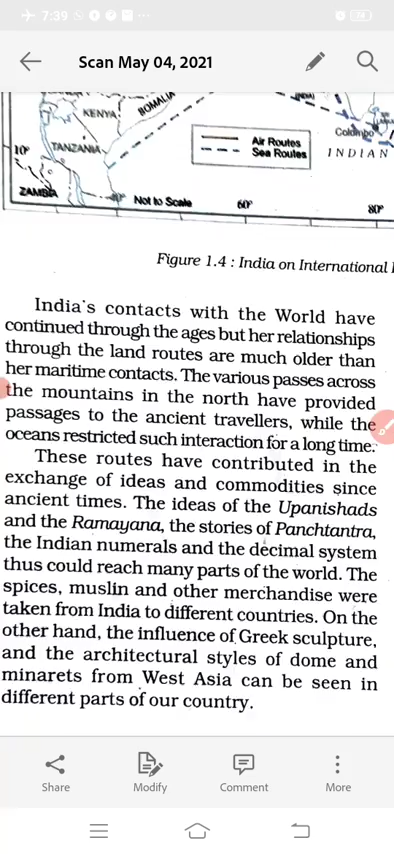 7:39
Scan May 04, 2021
KENYA
SOMALIA
Colombo
10°
TANZANIA
Air Routes
Sea Routes
INDIAN
ZAMBIA
Not to Scale
60°
80°
Figure 1.4 : India on International
India's contacts with the World have
continued through the ages but her relationships
through the land routes are much older than
her maritime contacts. The various passes across
the mountains in the north have provided
passages to the ancient travellers, while the
oceans restricted such interaction for a long time.
These routes have contributed in the
exchange of ideas and commodities since
ancient times. The ideas of the Upanishads
and the Ramayana, the stories of Panchtantra,
the Indian numerals and the decimal system
thus could reach many parts of the world. The
spices, muslin and other merchandise were
taken from India to different countries. On the
other hand, the influence of Greek sculpture,
and the architectural styles of dome and
minarets from West Asia can be seen in
different parts of our country.
Share
Modify
Comment
More